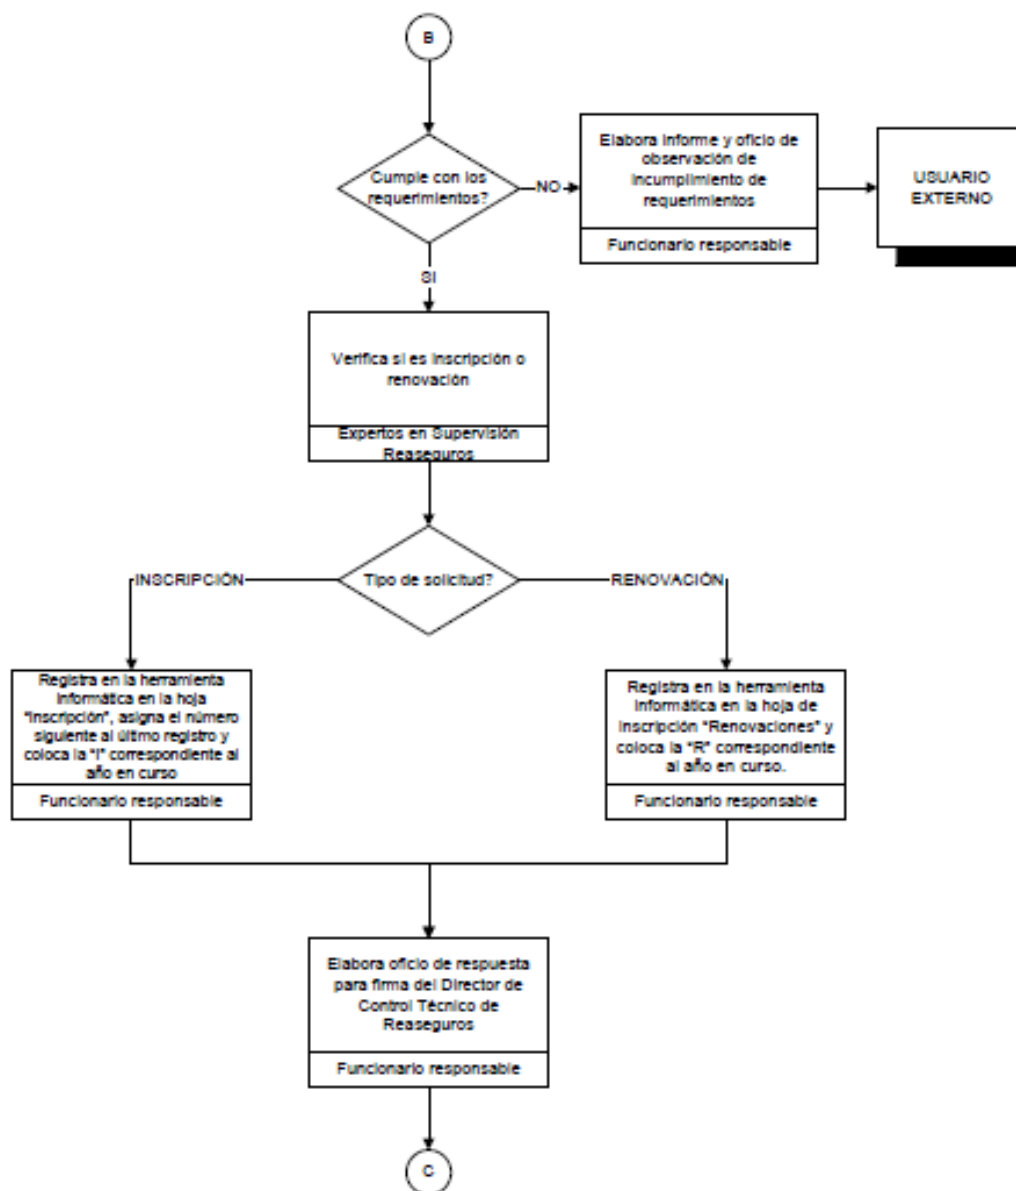 B
Cumple con los
requerimientos?
NO
Elabora informe y oficio de
observación de
incumplimiento de
requerimientos
Funcionario responsable
USUARIO
EXTERNO
SI
Verifica si es inscripción o
renovación
Expertos en Supervisión
Reaseguros
Tipo de solicitud?
INSCRIPCIÓN
RENOVACIÓN
Registra en la herramienta
informática en la hoja
"Inscripción", asigna el número
siguiente al último registro y
coloca la "I" correspondiente al
año en curso
Funcionario responsable
Registra en la herramienta
informática en la hoja de
inscripción "Renovaciones" y
coloca la "R" correspondiente
al año en curso.
Funcionario responsable
Elabora oficio de respuesta
para firma del Director de
Control Técnico de
Reaseguros
Funcionario responsable
C